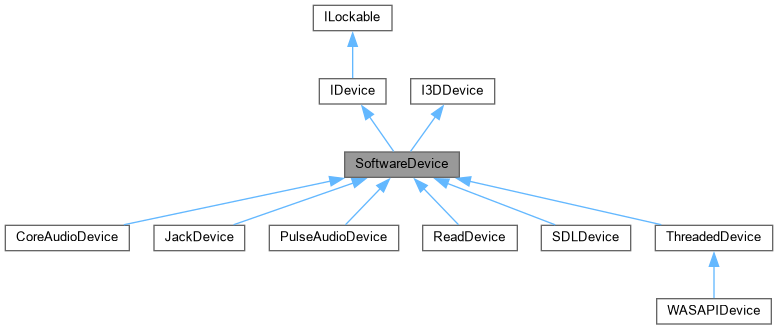 ILockable
IDevice
I3DDevice
SoftwareDevice
CoreAudioDevice
JackDevice
PulseAudioDevice
ReadDevice
SDLDevice
ThreadedDevice
WASAPIDevice